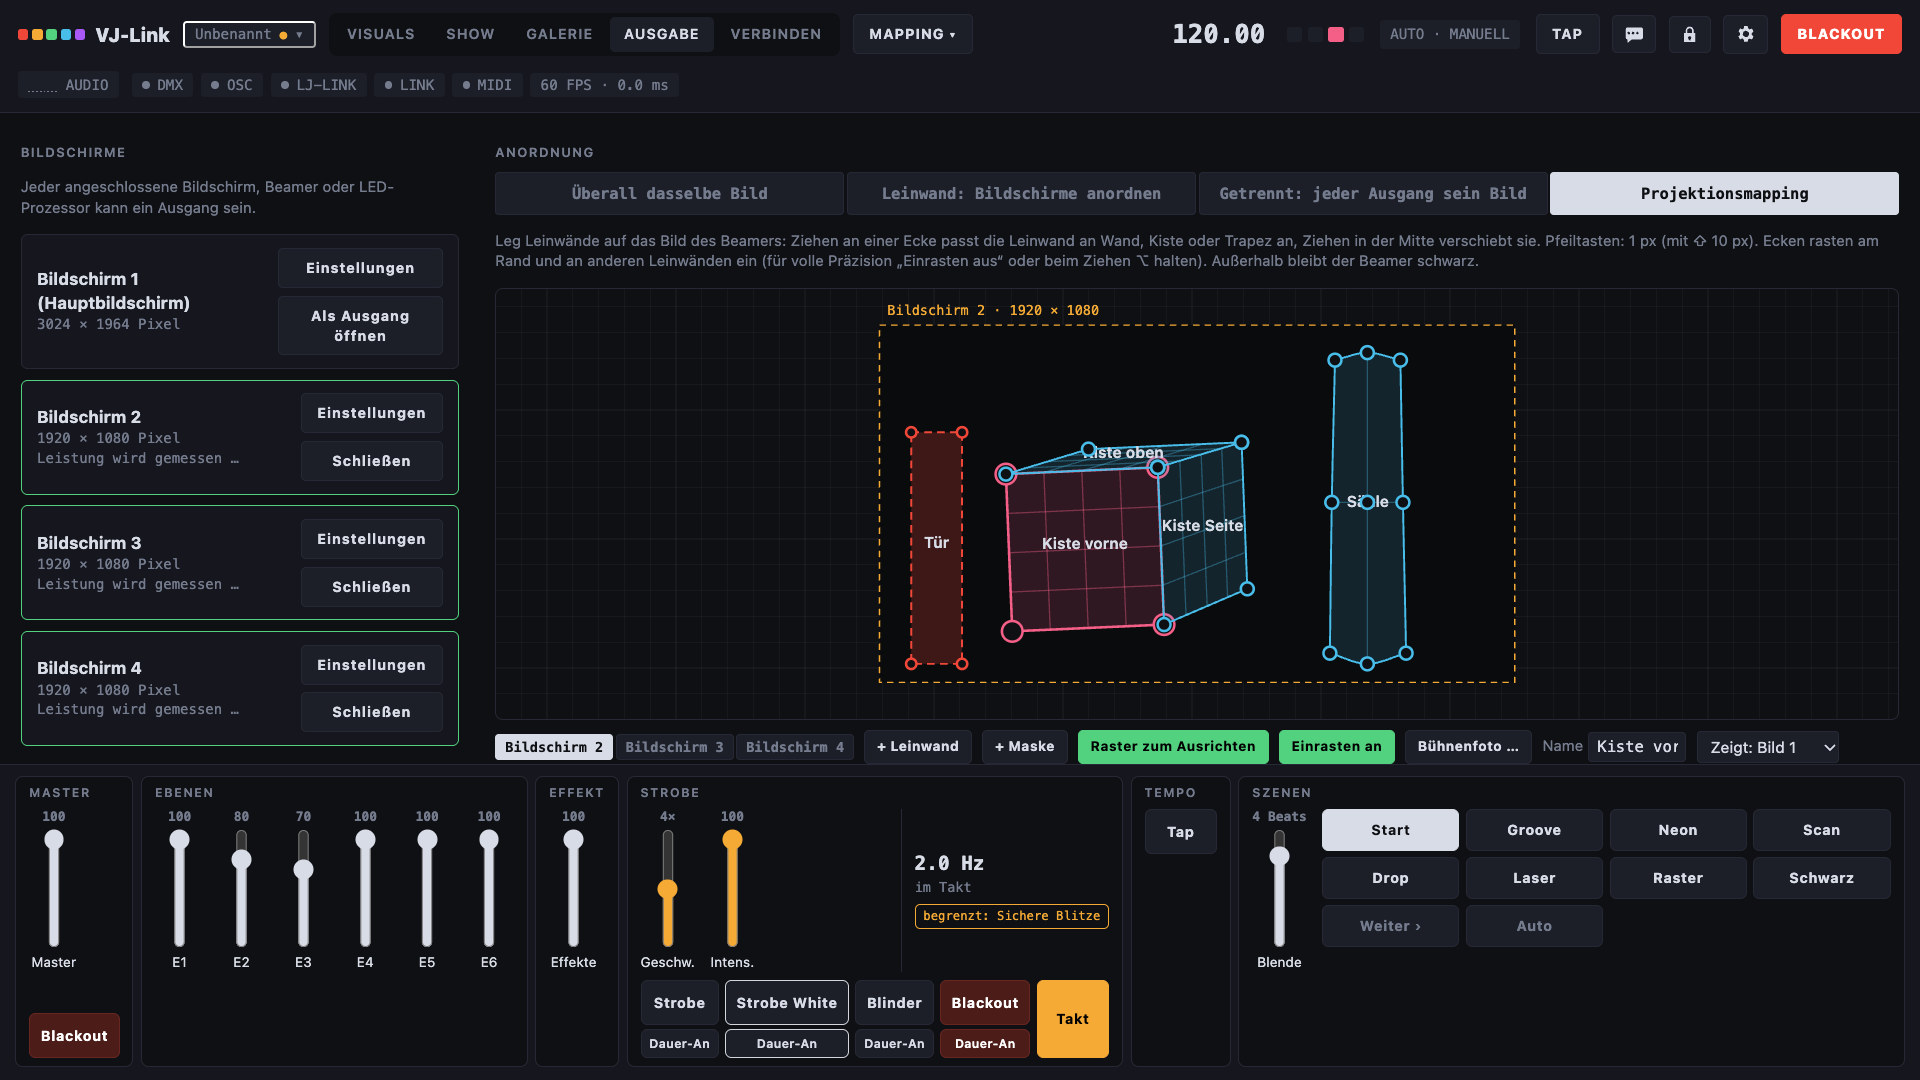 VJ-Link
Unbenannt
VISUALS
SHOW
GALERIE
AUSGABE
VERBINDEN
MAPPING
120.00
AUTO · MANUELL
TAP
BLACKOUT
AUDIO
DMX
OSC
LJ-LINK
LINK
MIDI
60 FPS · 0.0 ms
BILDSCHIRME
Jeder angeschlossene Bildschirm, Beamer oder LED-
Prozessor kann ein Ausgang sein.
Bildschirm 1
(Hauptbildschirm)
3024 × 1964 Pixel
Einstellungen
Als Ausgang
öffnen
Bildschirm 2
1920 × 1080 Pixel
Leistung wird gemessen …
Einstellungen
Schließen
Bildschirm 3
1920 × 1080 Pixel
Leistung wird gemessen …
Einstellungen
Schließen
Bildschirm 4
1920 × 1080 Pixel
Leistung wird gemessen …
Einstellungen
Schließen
ANORDNUNG
Überall dasselbe Bild
Leinwand: Bildschirme anordnen
Getrennt: jeder Ausgang sein Bild
Projektionsmapping
Leg Leinwände auf das Bild des Beamers: Ziehen an einer Ecke passt die Leinwand an Wand, Kiste oder Trapez an, Ziehen in der Mitte verschiebt sie. Pfeiltasten: 1 px (mit ⇧ 10 px). Ecken rasten am
Rand und an anderen Leinwänden ein (für volle Präzision „Einrasten aus“ oder beim Ziehen ⌥ halten). Außerhalb bleibt der Beamer schwarz.
Bildschirm 2 · 1920 × 1080
Kiste oben
Säule
Kiste Seite
Tür
Kiste vorne
Bildschirm 2
Bildschirm 3
Bildschirm 4
+ Leinwand
+ Maske
Raster zum Ausrichten
Einrasten an
Bühnenfoto ...
Name
Kiste vor
Zeigt: Bild 1
MASTER
100
Master
Blackout
EBENEN
100 80 70 100 100 100
E1 E2 E3 E4 E5 E6
EFFEKT
100
Effekte
STROBE
4× 100
Geschw. Intens.
2.0 Hz
im Takt
begrenzt: Sichere Blitze
Strobe
Strobe White
Blinder
Blackout
Takt
Dauer-An
Dauer-An
Dauer-An
Dauer-An
TEMPO
Tap
SZENEN
4 Beats
Blende
Start
Groove
Neon
Scan
Drop
Laser
Raster
Schwarz
Weiter ›
Auto